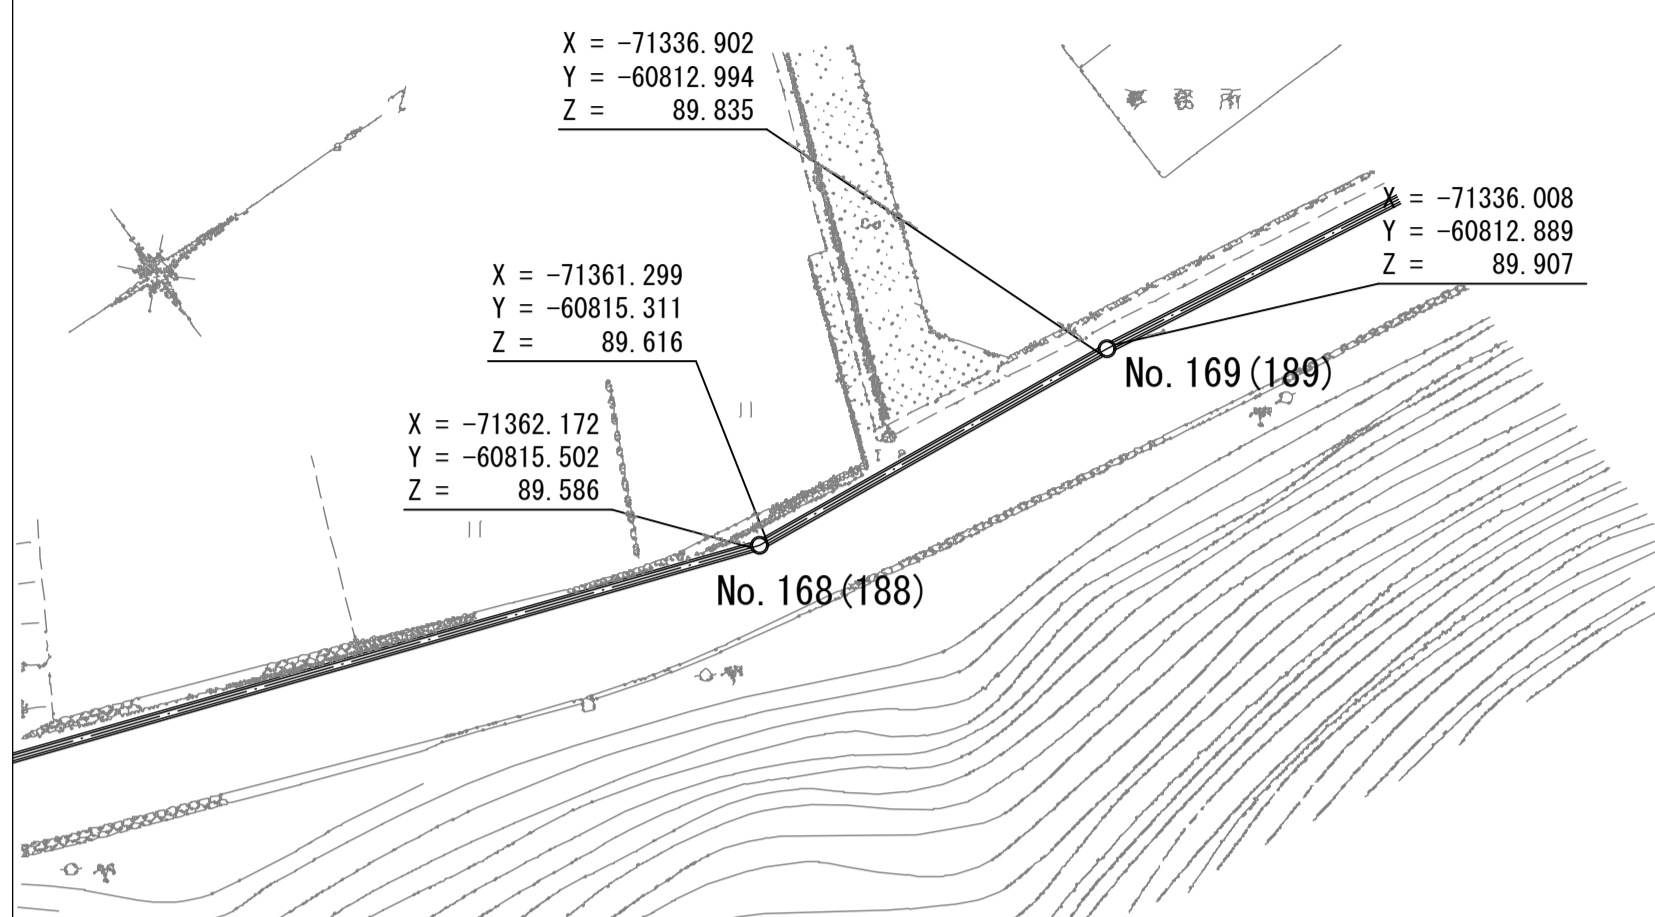 X = -71336.902
Y = -60812.994
Z = 89.835
X = -71336.008
Y = -60812.889
Z = 89.907
X = -71361.299
Y = -60815.311
Z = 89.616
No.169(189)
X = -71362.172
Y = -60815.502
Z = 89.586
No.168(188)